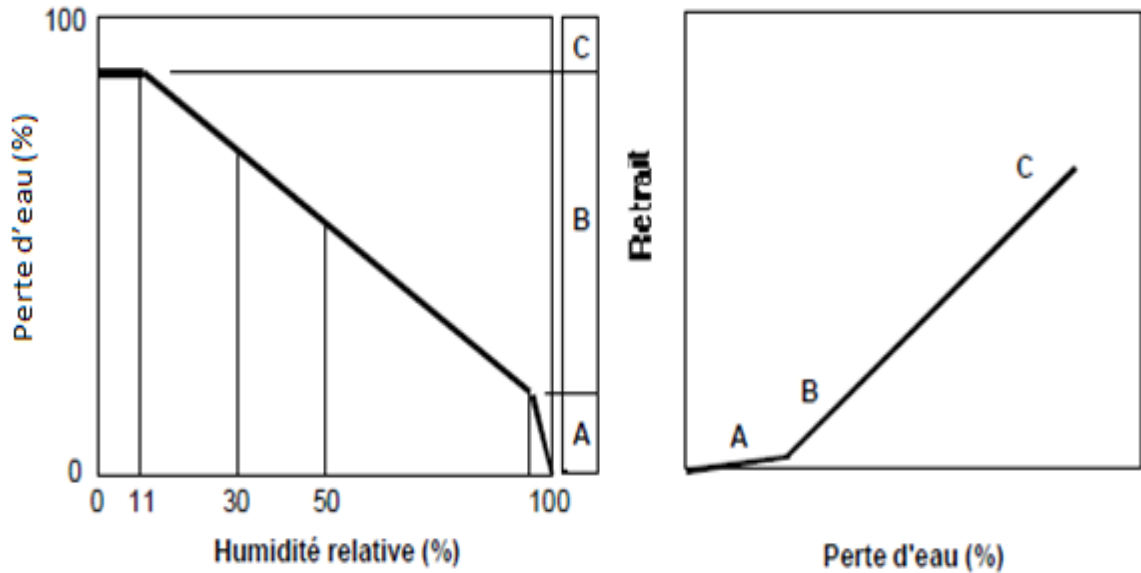 100
Perte d'eau (%)
0
0 11 30 50 100
Humidité relative (%)
C
B
A
Retrait
A
B
C
Perte d'eau (%)